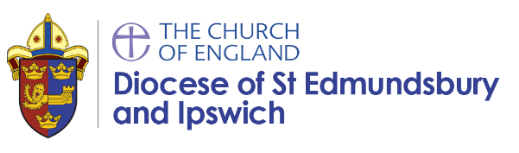 THE CHURCH
OF ENGLAND
Diocese of St Edmundsbury
and Ipswich